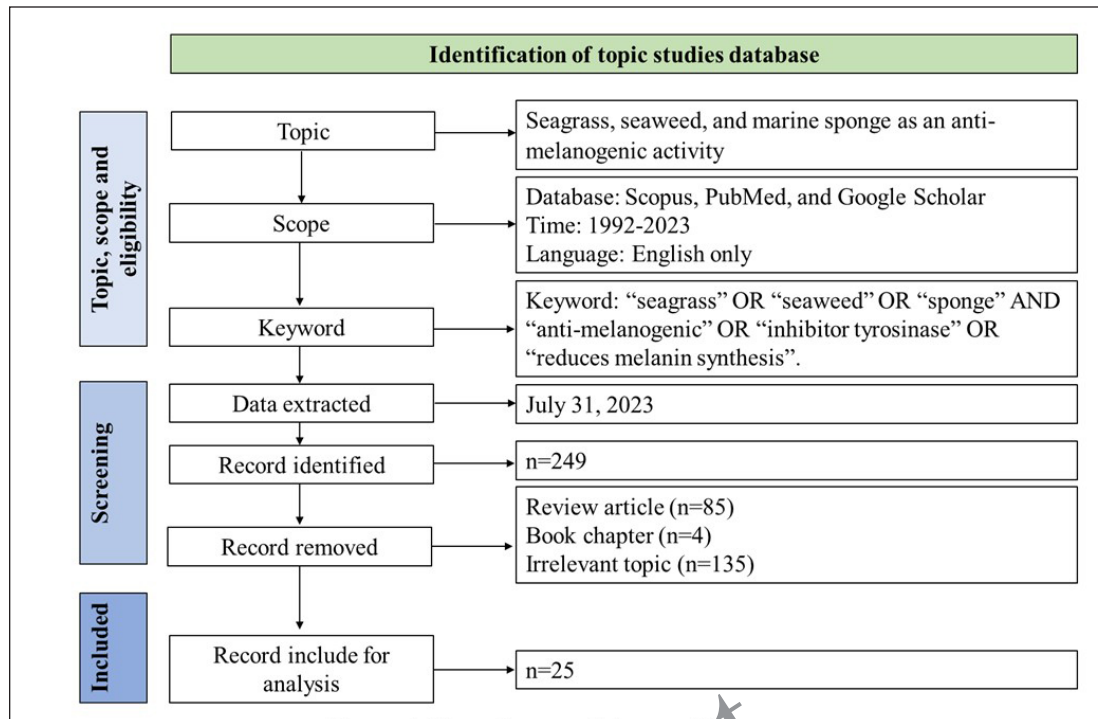 Identification of topic studies database
Topic, scope and
eligibility
Topic
Seagrass, seaweed, and marine sponge as an anti-
melanogenic activity
Scope
Database: Scopus, PubMed, and Google Scholar
Time: 1992-2023
Language: English only
Keyword
Keyword: “seagrass” OR “seaweed” OR “sponge” AND
“anti-melanogenic” OR “inhibitor tyrosinase” OR
“reduces melanin synthesis”.
Screening
Data extracted
July 31, 2023
Record identified
n=249
Record removed
Review article (n=85)
Book chapter (n=4)
Irrelevant topic (n=135)
Included
Record include for
analysis
n=25